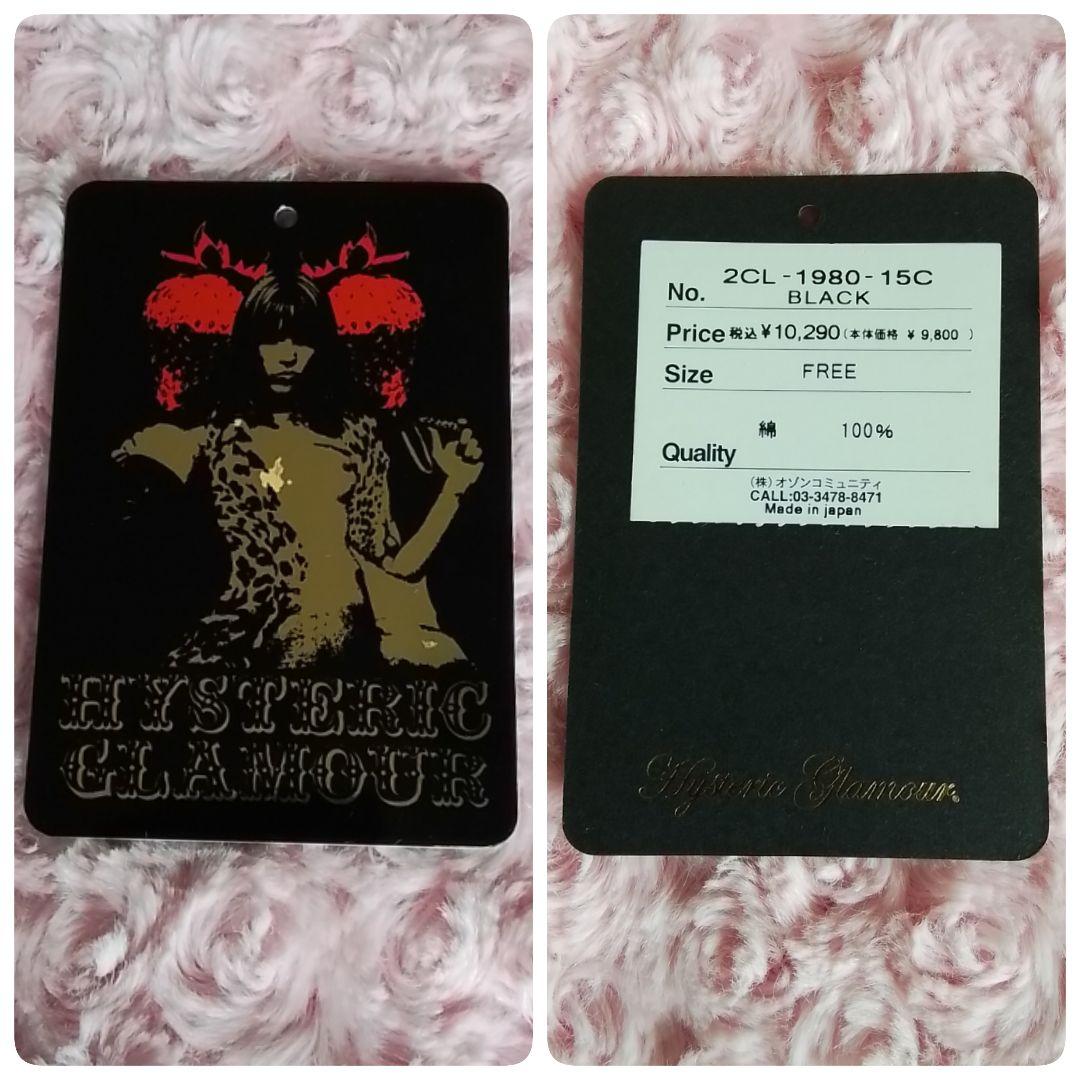 HYSTERIC
GLAMOUR
No. 2CL-1980-15C
BLACK
Price 税込¥10,290(本体価格 ¥ 9,800 )
Size FREE
Quality 綿 100%
(株)オゾンコミュニティ
CALL:03-3478-8471
Made in japan
Hysteric Glamour®